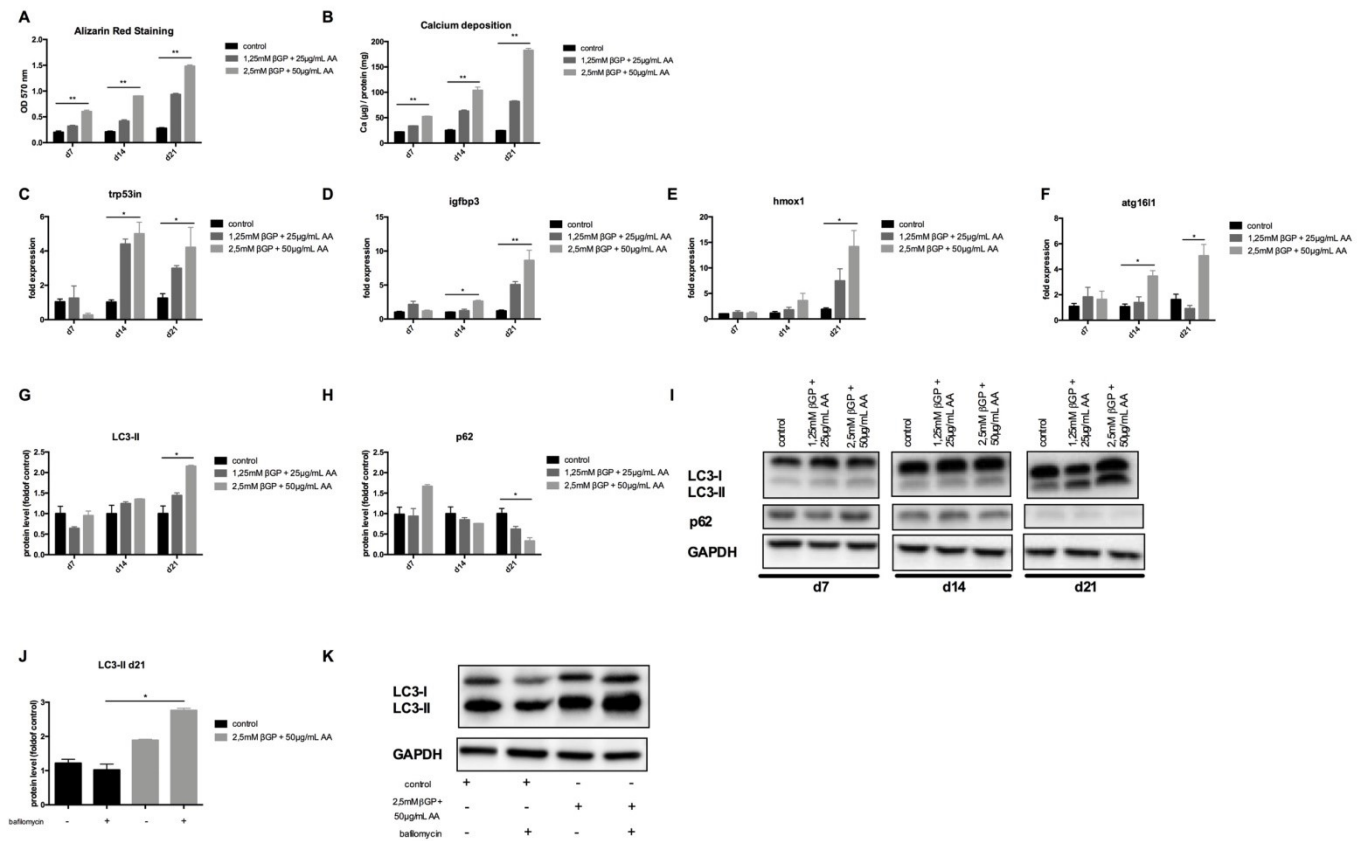 A
Alizarin Red Staining
OD 570 nm
2.0
1.5
1.0
0.5
0.0
**
**
**
d7
d14
d21
control
1,25mM βGP + 25µg/mL AA
2,5mM βGP + 50µg/mL AA
B
Calcium deposition
Ca (µg) / protein (mg)
200
150
100
50
0
**
**
**
d7
d14
d21
control
1,25mM βGP + 25µg/mL AA
2,5mM βGP + 50µg/mL AA
C
trp53in
fold expression
8
6
4
2
0
*
*
d7
d14
d21
control
1,25mM βGP + 25µg/mL AA
2,5mM βGP + 50µg/mL AA
D
igfbp3
fold expression
15
10
5
0
*
**
d7
d14
d21
control
1,25mM βGP + 25µg/mL AA
2,5mM βGP + 50µg/mL AA
E
hmox1
fold expression
20
15
10
5
0
*
d7
d14
d21
control
1,25mM βGP + 25µg/mL AA
2,5mM βGP + 50µg/mL AA
F
atg16l1
fold expression
8
6
4
2
0
*
*
d7
d14
d21
control
1,25mM βGP + 25µg/mL AA
2,5mM βGP + 50µg/mL AA
G
LC3-II
protein level (foldof control)
2.5
2.0
1.5
1.0
0.5
0.0
*
d7
d14
d21
control
1,25mM βGP + 25µg/mL AA
2,5mM βGP + 50µg/mL AA
H
p62
protein level (foldof control)
2.0
1.5
1.0
0.5
0.0
*
d7
d14
d21
control
1,25mM βGP + 25µg/mL AA
2,5mM βGP + 50µg/mL AA
I
control
1,25mM βGP +
25µg/mL AA
2,5mM βGP +
50µg/mL AA
control
1,25mM βGP +
25µg/mL AA
2,5mM βGP +
50µg/mL AA
control
1,25mM βGP +
25µg/mL AA
2,5mM βGP +
50µg/mL AA
LC3-I
LC3-II
p62
GAPDH
d7
d14
d21
J
LC3-II d21
protein level (foldof control)
3
2
1
0
*
bafilomycin - + - +
control
2,5mM βGP + 50µg/mL AA
K
LC3-I
LC3-II
GAPDH
control + + - -
2,5mM βGP +
50µg/mL AA - - + +
bafilomycin - + - +